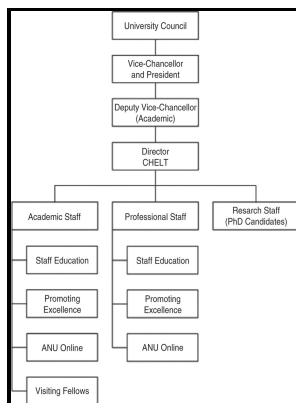 University Council
Vice-Chancellor
and President
Deputy Vice-Chancellor
(Academic)
Director
CHELT
Academic Staff
Professional Staff
Resarch Staff
(PhD Candidates)
Staff Education
Staff Education
Promoting
Excellence
Promoting
Excellence
ANU Online
ANU Online
Visiting Fellows